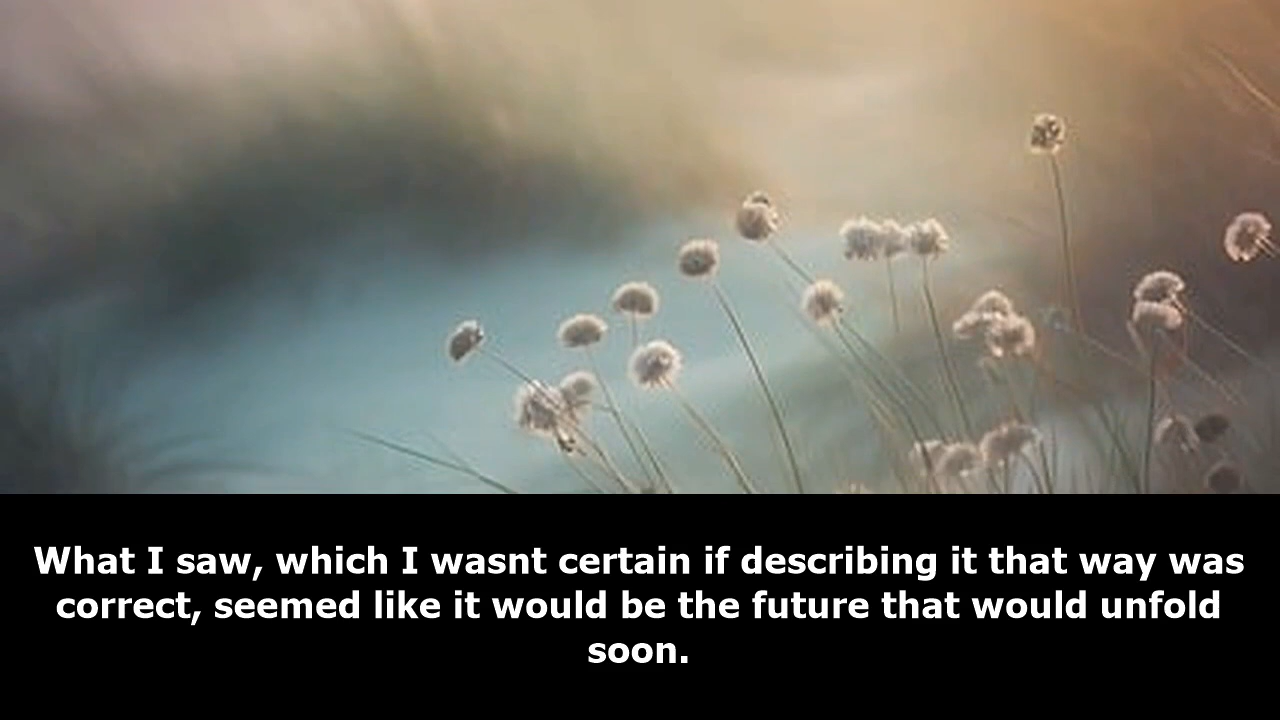 What I saw, which I wasnt certain if describing it that way was
correct, seemed like it would be the future that would unfold
soon.